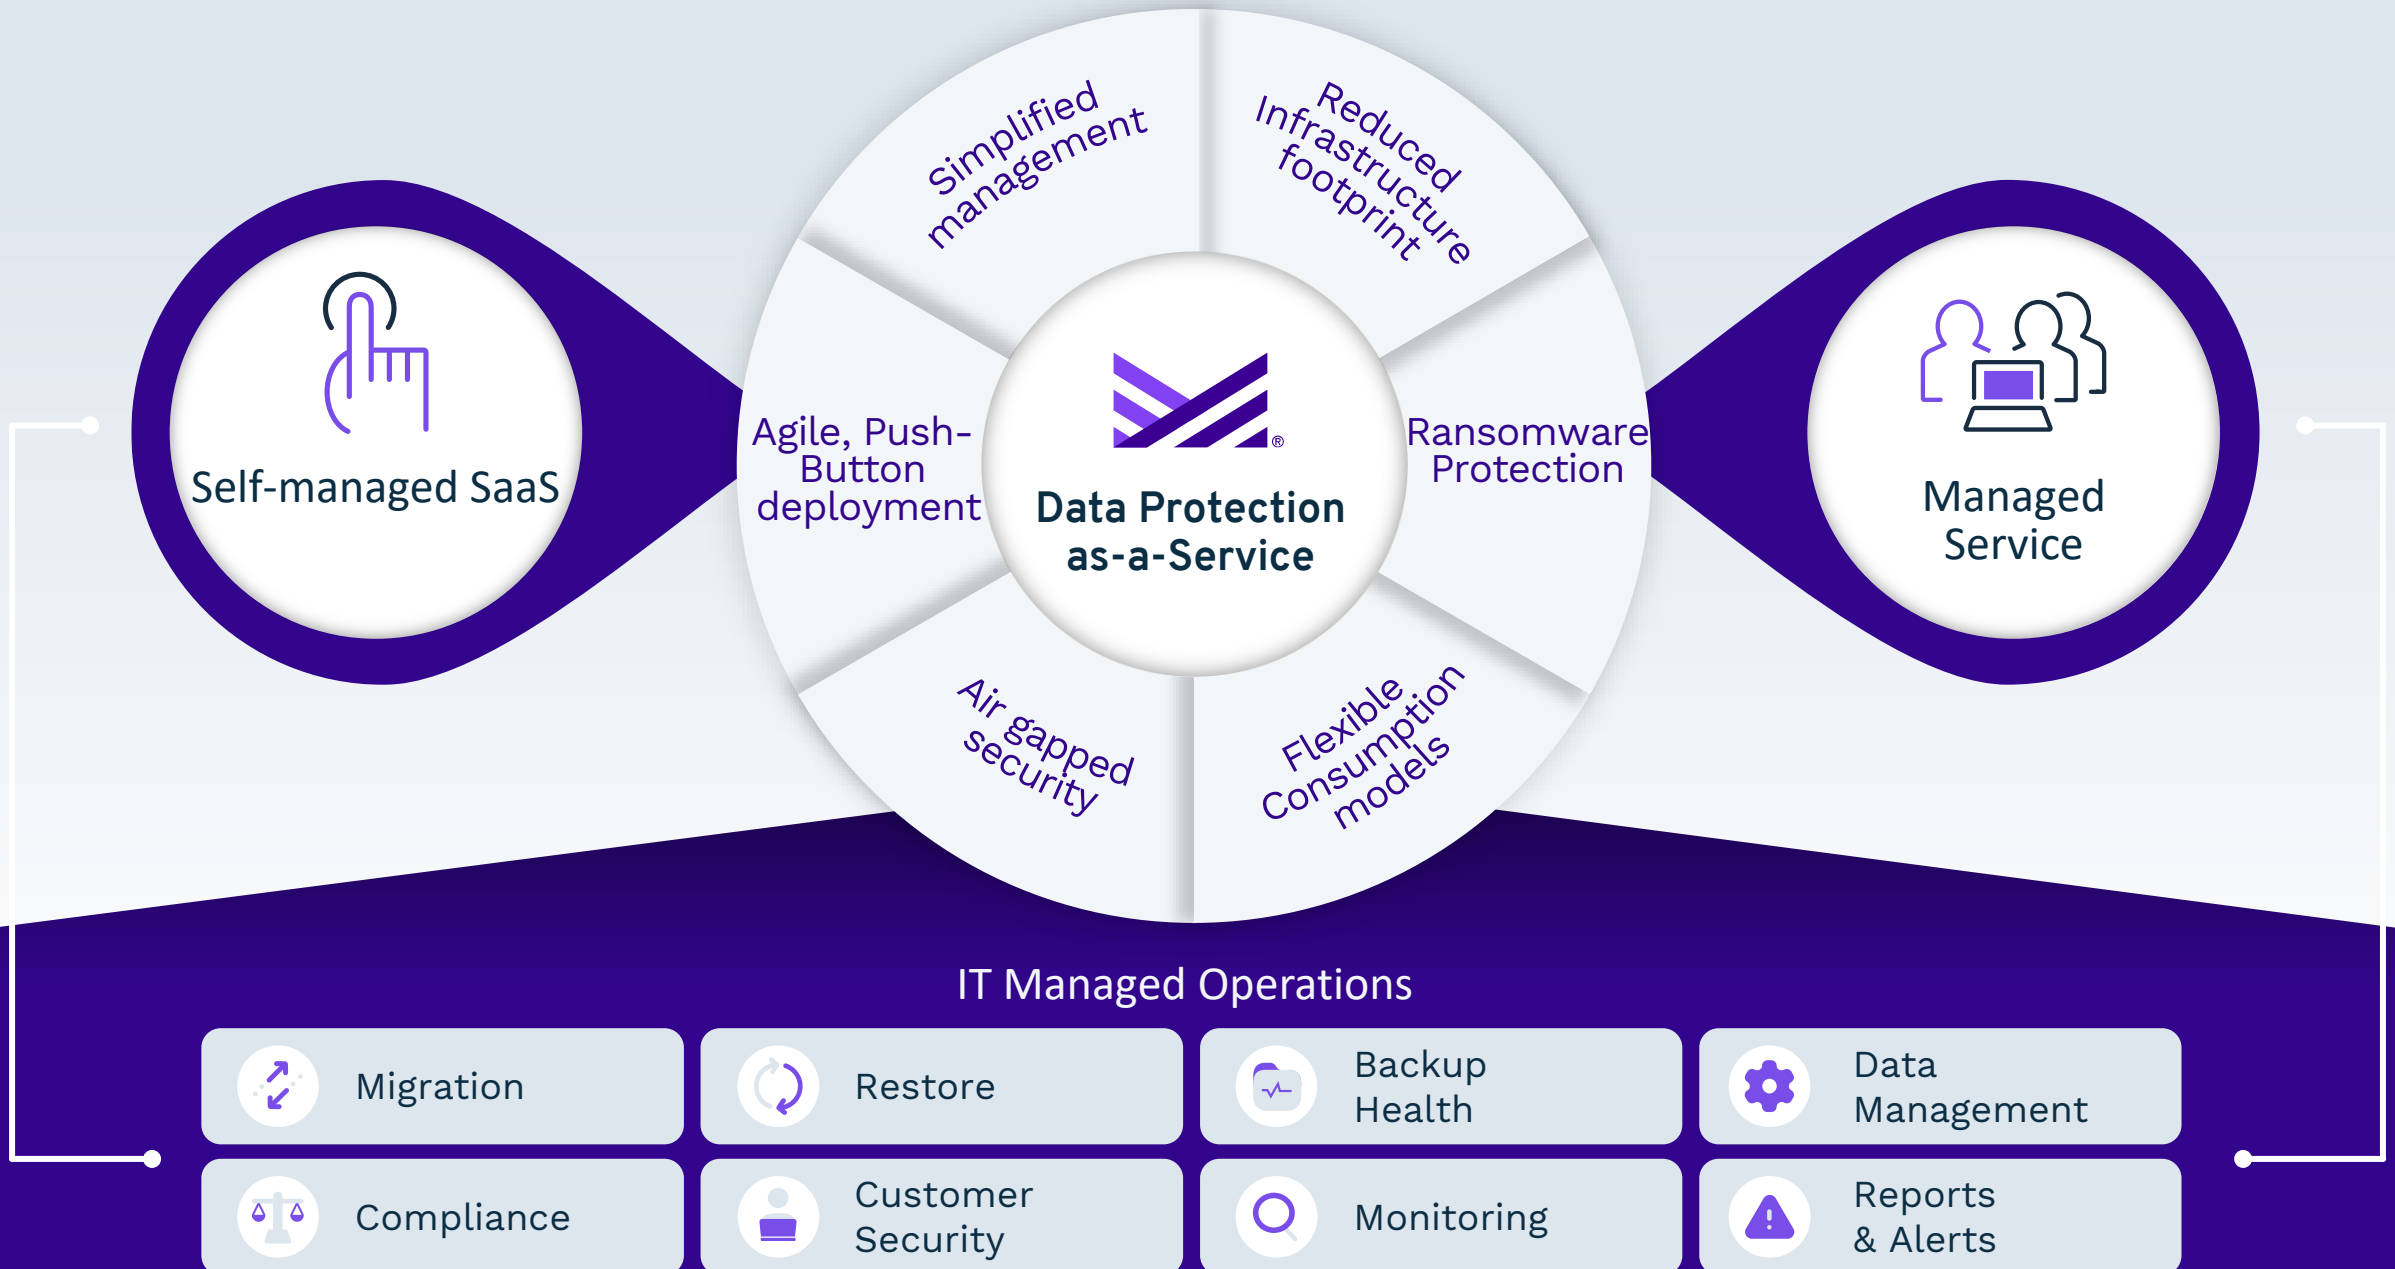 Simplified
management
Reduced
Infrastructure
footprint
Self-managed SaaS
Agile, Push-
Button
deployment
®
Data Protection
as-a-Service
Ransomware
Protection
Managed
Service
Air gapped
security
Flexible
Consumption
models
IT Managed Operations
Migration
Restore
Backup
Health
Data
Management
Compliance
Customer
Security
Monitoring
Reports
& Alerts